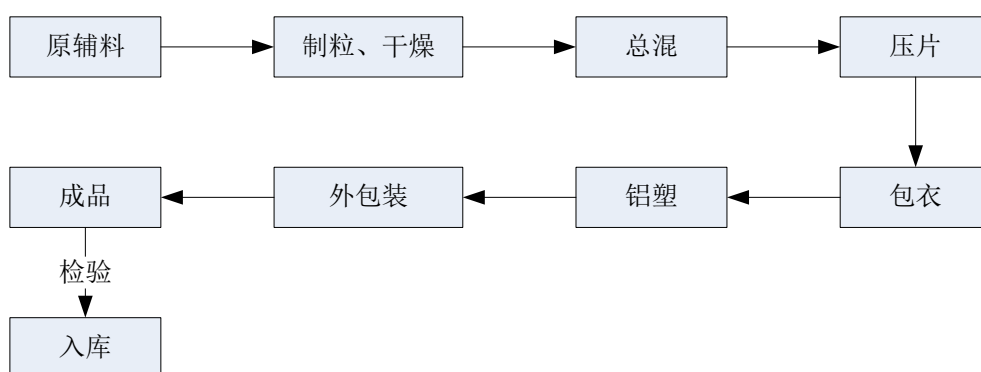 原辅料
制粒、干燥
总混
压片
成品
外包装
铝塑
包衣
检验
入库